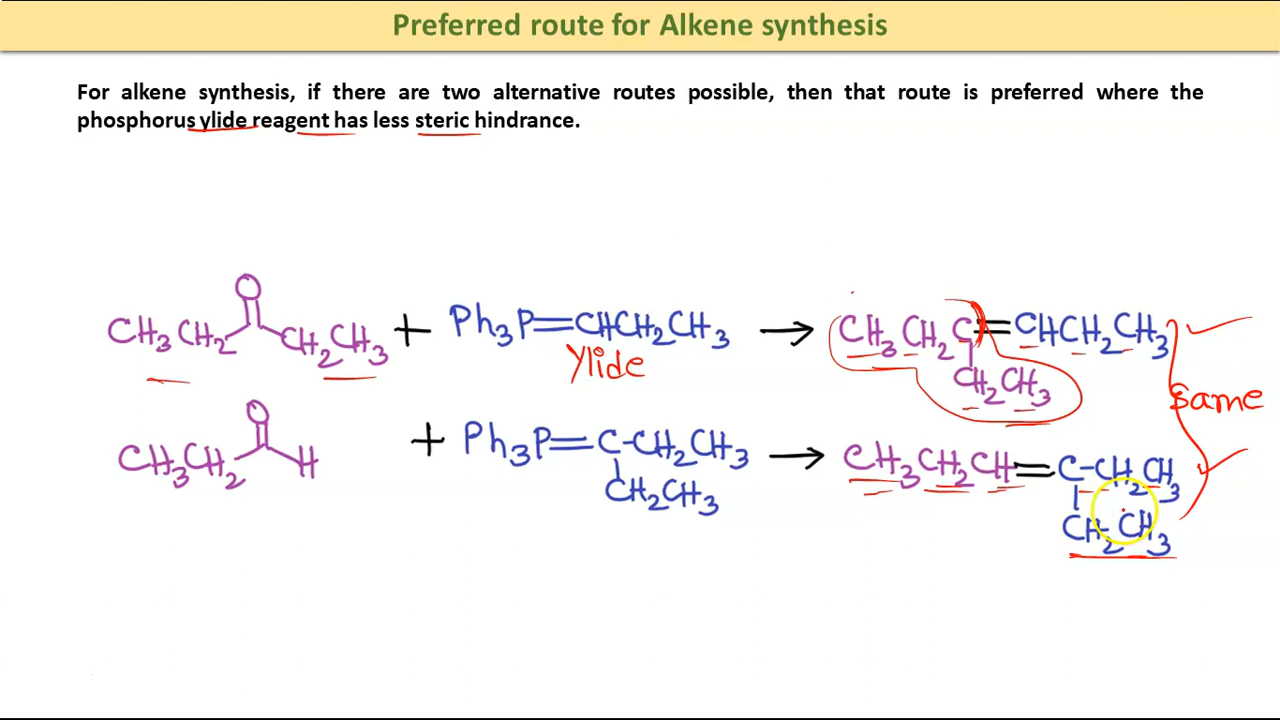 Preferred route for Alkene synthesis
For alkene synthesis, if there are two alternative routes possible, then that route is preferred where the
phosphorus ylide reagent has less steric hindrance.
O
CH3CH2 CH2CH3 + Ph3P=CHCH2CH3 → CH3CH2C=CHCH2CH3
Ylide
CH2CH3
Same
O
CH3CH2 H + Ph3P=C-CH2CH3 → CH3CH2CH=C-CH2CH3
CH2CH3 CH2CH3